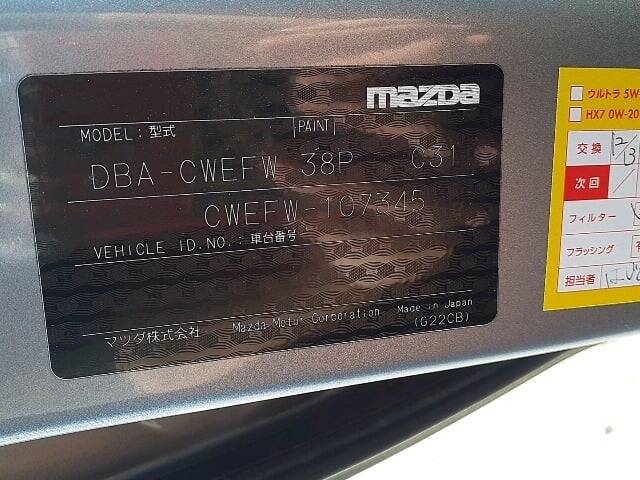 mazda
MODEL: 型式 PAINT
DBA-CWEFW 38P C31
CWEFW-107345
VEHICLE ID.NO.: 車台番号
マツダ株式会社 Mazda Motor Corporation Made in Japan
(G22CB)
ウルトラ 5W
HX7 0W-20
交換 12/13
次回
フィルター
フラッシング
担当者